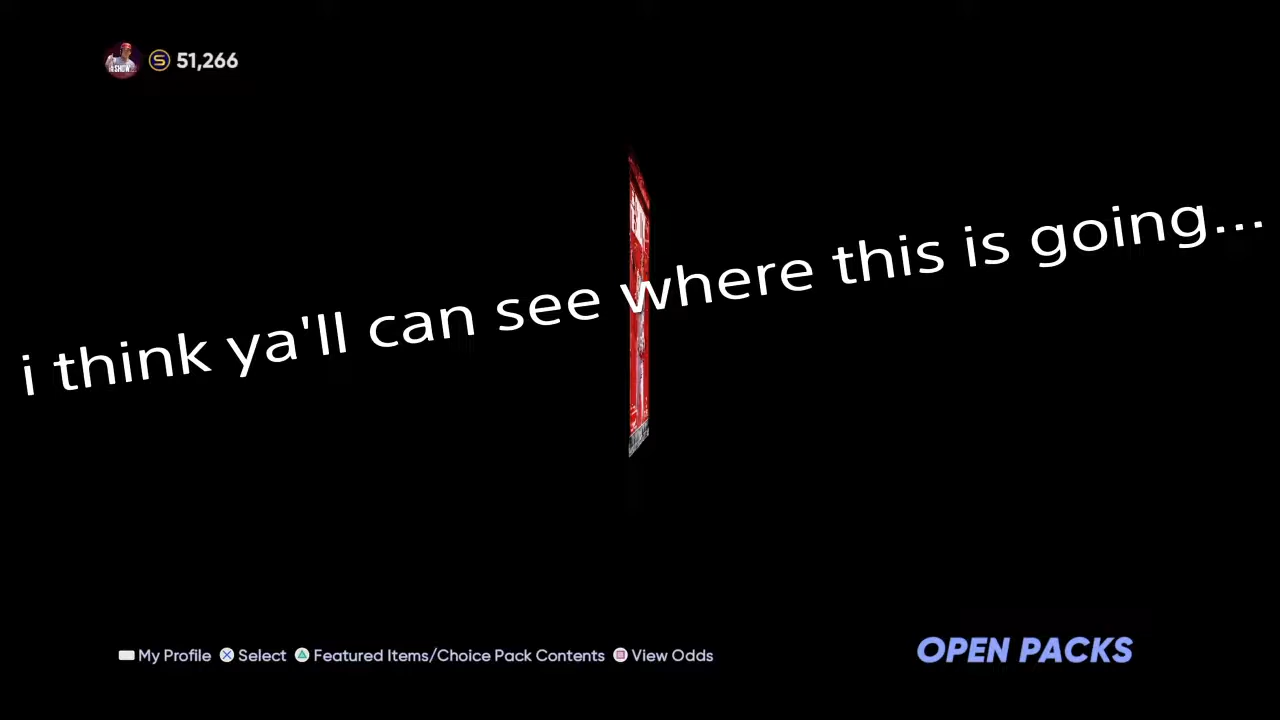 51,266
SHOW
i think ya'll can see where this is going...
My Profile Select Featured Items/Choice Pack Contents View Odds
OPEN PACKS